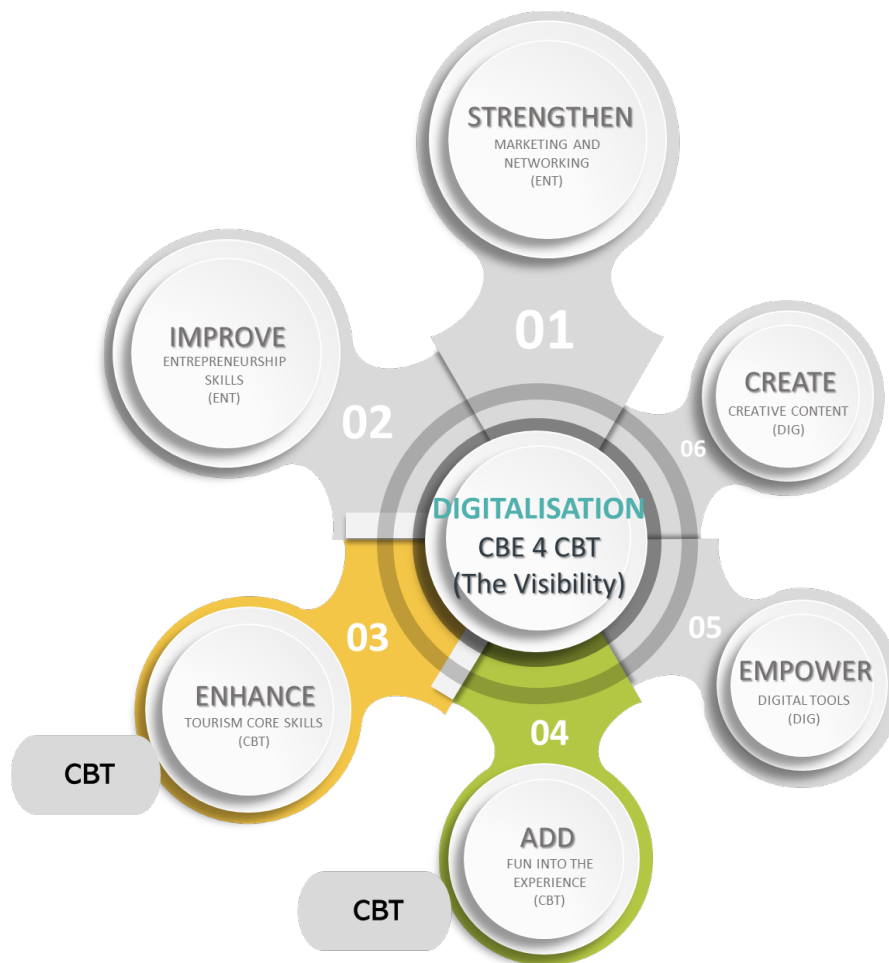 STRENGTHEN
MARKETING AND
NETWORKING
(ENT)
01
IMPROVE
ENTREPRENEURSHIP
SKILLS
(ENT)
02
ENHANCE
TOURISM CORE SKILLS
(CBT)
03
CBT
ADD
FUN INTO THE
EXPERIENCE
(CBT)
04
CBT
EMPOWER
DIGITAL TOOLS
(DIG)
05
CREATE
CREATIVE CONTENT
(DIG)
06
DIGITALISATION
CBE 4 CBT
(The Visibility)